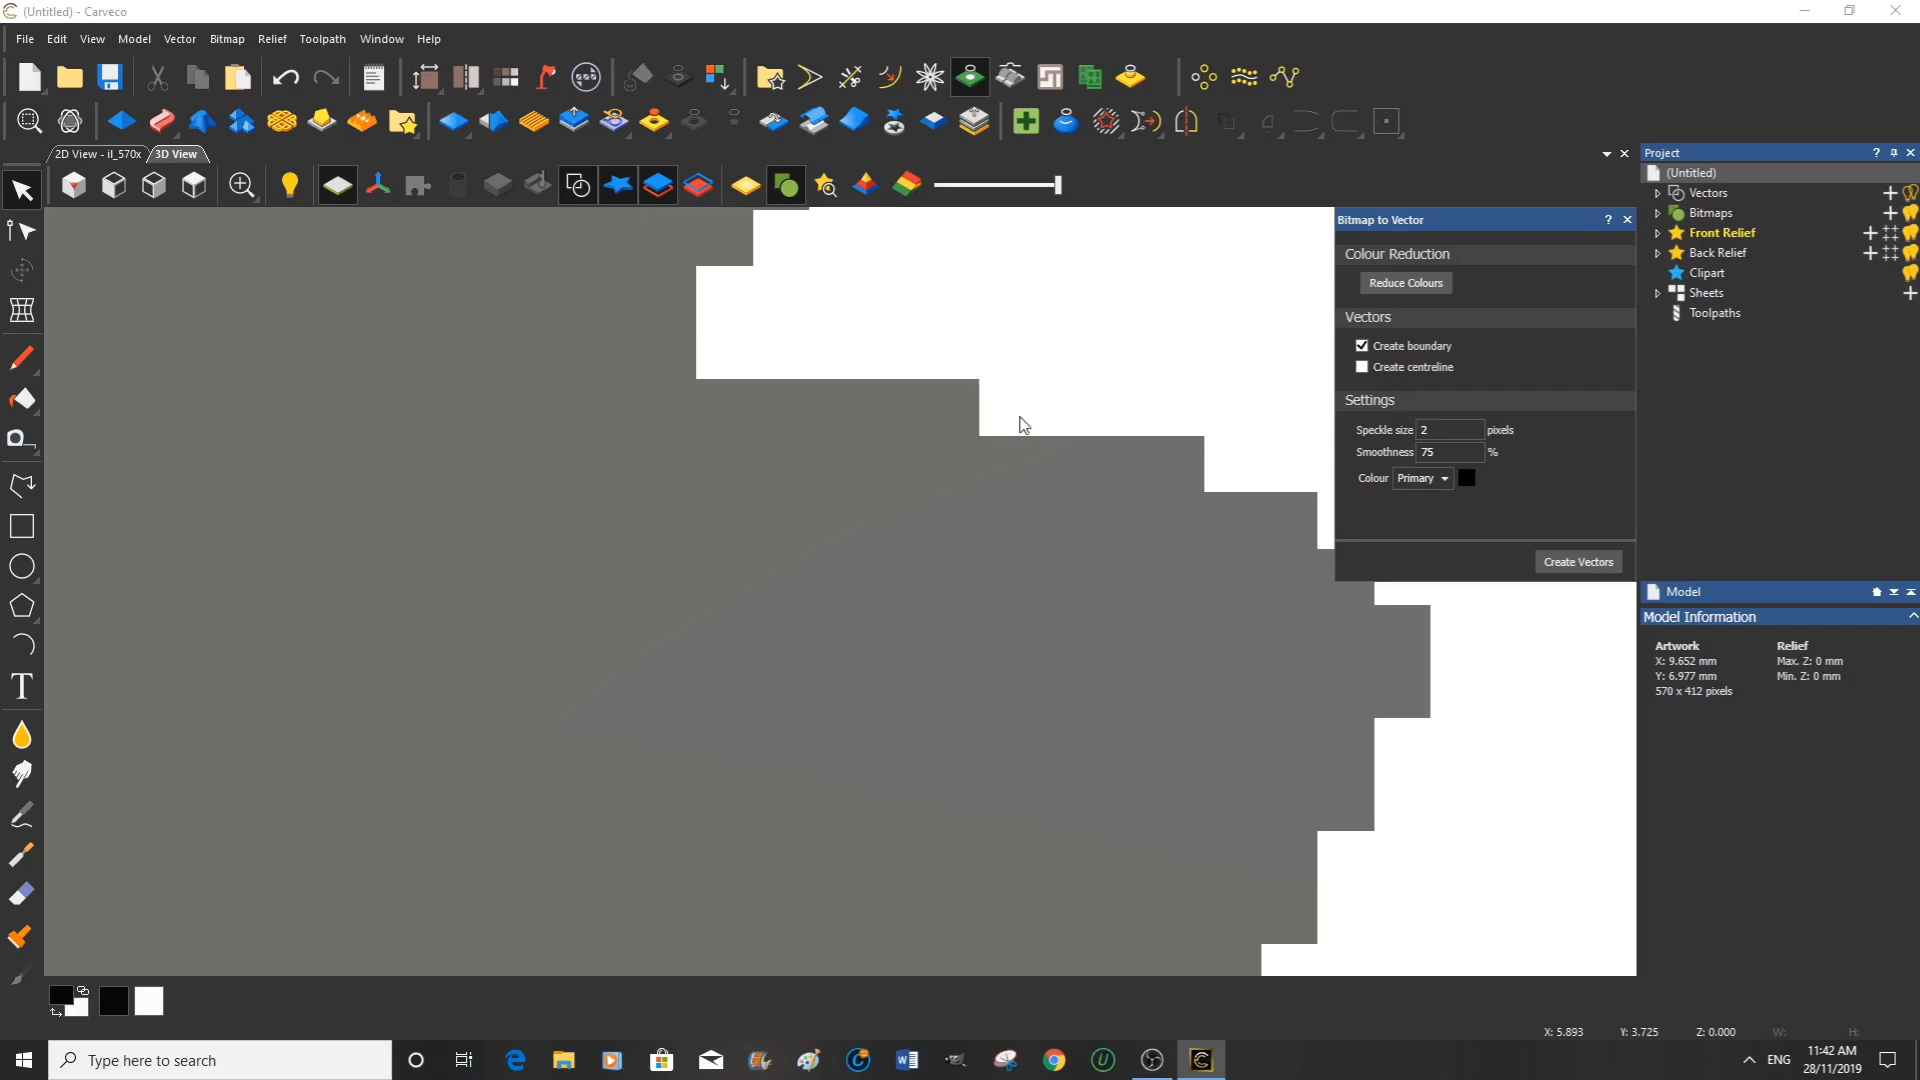 (Untitled) - Carveco
File Edit View Model Vector Bitmap Relief Toolpath Window Help
2D View - il_570x 3D View
Project
(Untitled)
Vectors
Bitmaps
Front Relief
Back Relief
Clipart
Sheets
Toolpaths
Bitmap to Vector
Colour Reduction
Reduce Colours
Vectors
Create boundary
Create centreline
Settings
Speckle size 2 pixels
Smoothness 75 %
Colour Primary
Create Vectors
Model
Model Information
Artwork Relief
X: 9.652 mm Max. Z: 0 mm
Y: 6.977 mm Min. Z: 0 mm
570 x 412 pixels
X: 5.893 Y: 3.725 Z: 0.000 W: H:
Type here to search
ENG
11:42 AM
28/11/2019